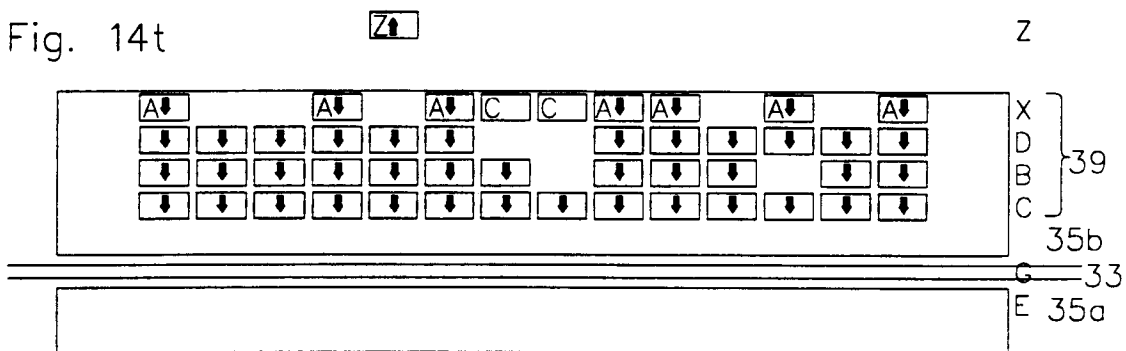 Fig. 14t Z Z
A A A C C A A A A X
D
B 39
C
35b
G 33
E 35a